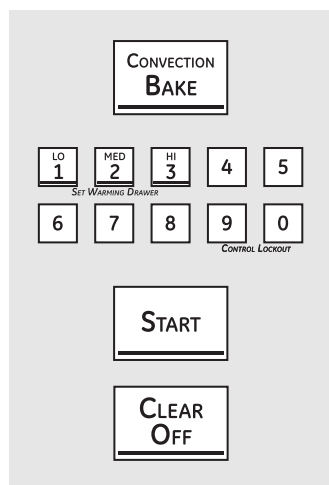 CONVECTION
BAKE
LO MED HI
1 2 3 4 5
SET WARMING DRAWER
6 7 8 9 0
CONTROL LOCKOUT
START
CLEAR
OFF